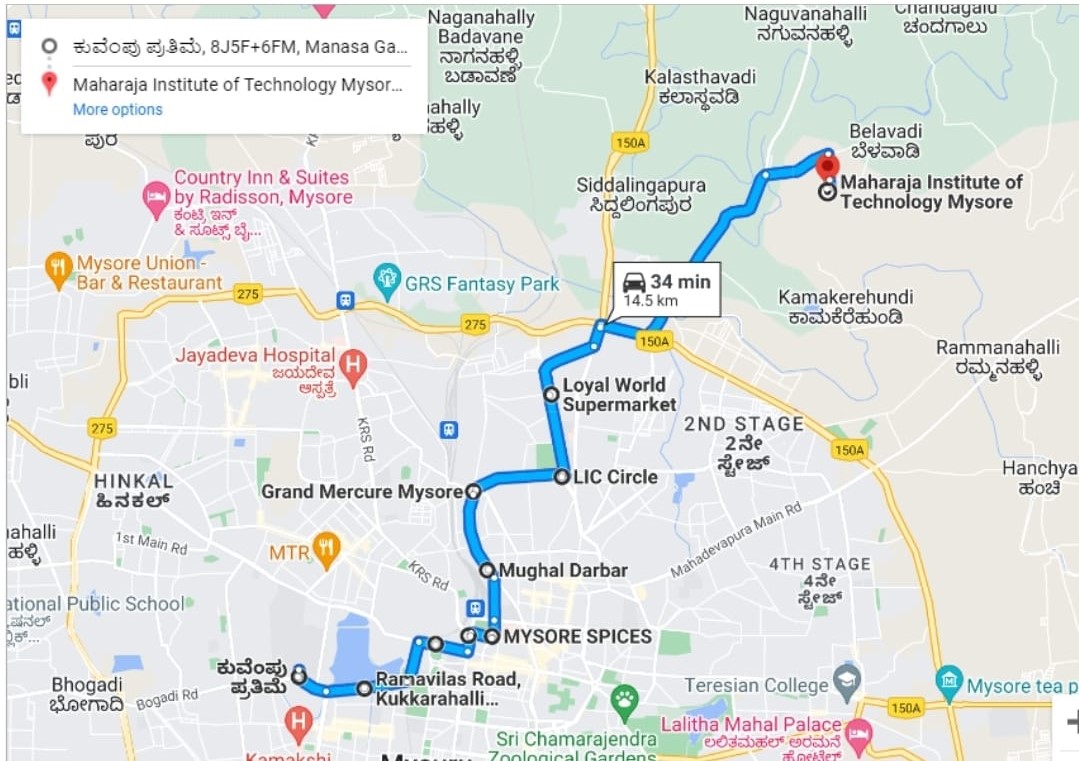 ಕುವೆಂಪು ಪ್ರತಿಮೆ, 8J5F+6FM, Manasa Ga...
Maharaja Institute of Technology Mysor...
More options
Naganahally
Badavane
ನಾಗನಹಳ್ಳಿ
ಬಡಾವಣೆ
Naguvanahalli
ನಗುವನಹಳ್ಳಿ
Chandagalu
ಚಂದಗಾಲು
Kalasthavadi
ಕಲಾಸ್ಥವಡಿ
150A
Belavadi
ಬೆಳವಾಡಿ
Siddalingapura
ಸಿದ್ದಲಿಂಗಪುರ
Maharaja Institute of
Technology Mysore
Country Inn & Suites
by Radisson, Mysore
ಕಂಟ್ರಿ ಇನ್
& ಸೂಟ್ಸ್ ಬೈ...
Mysore Union -
Bar & Restaurant
GRS Fantasy Park
34 min
14.5 km
275
275
Kamakerehundi
ಕಾಮಕೆರೆಹುಂಡಿ
150A
Rammanahalli
ರಮ್ಮನಹಳ್ಳಿ
Jayadeva Hospital
ಜಯದೇವ
ಆಸ್ಪತ್ರೆ
Loyal World
Supermarket
KRS Rd
275
2ND STAGE
2ನೇ
ಸ್ಟೇಜ್
150A
HINKAL
ಹಿನಕಲ್
Grand Mercure Mysore
LIC Circle
Hanchya
ಹಂಚಿ
1st Main Rd
MTR
KRS Rd
Mughal Darbar
Mahadevapura Main Rd
4TH STAGE
4ನೇ
ಸ್ಟೇಜ್
ational Public School
MYSORE SPICES
ಕುವೆಂಪು
ಪ್ರತಿಮೆ
Ramavilas Road,
Kukkarahalli...
Bhogadi
ಭೋಗಾದಿ
Bogadi Rd
Teresian College
Mysore tea p
150A
Kamakshi
Mysuru
Sri Chamarajendra
Zoological Gardens
Lalitha Mahal Palace
ಲಲಿತಮಹಲ್ ಅರಮನೆ
ಹೋಟೆಲ್